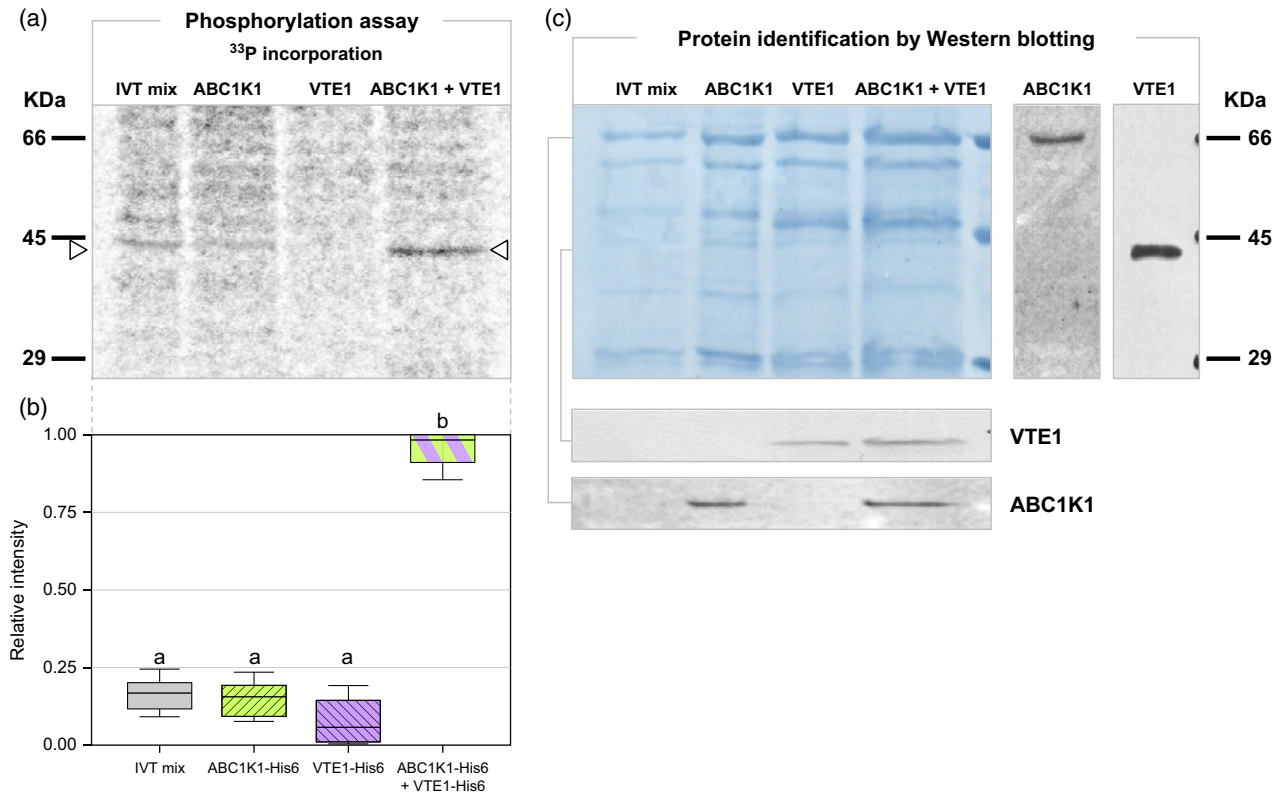 (a)
Phosphorylation assay
³³P incorporation
KDa
IVT mix ABC1K1 VTE1 ABC1K1 + VTE1
66
45
29
(b)
Relative intensity
1.00
0.75
0.50
0.25
0.00
a
a
a
b
IVT mix
ABC1K1-His6
VTE1-His6
ABC1K1-His6
+ VTE1-His6
(c)
Protein identification by Western blotting
IVT mix ABC1K1 VTE1 ABC1K1 + VTE1 ABC1K1 VTE1
KDa
66
45
29
VTE1
ABC1K1